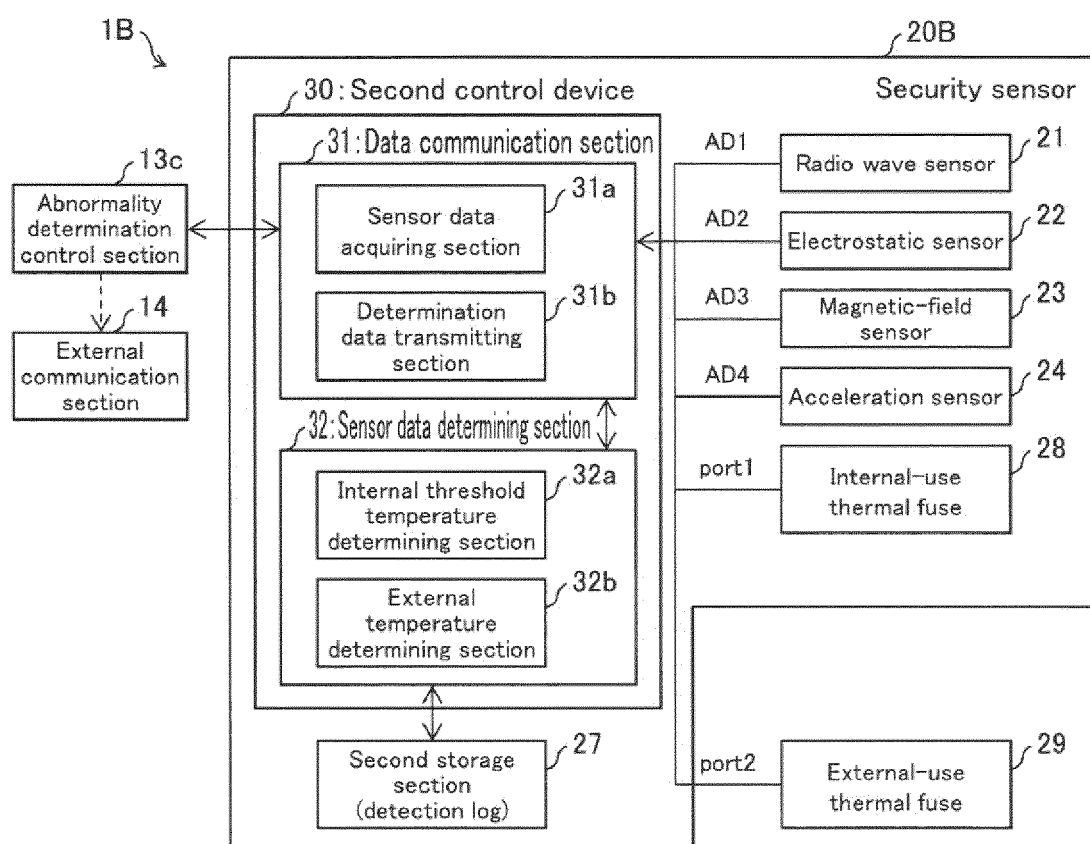 1B
20B
30:Second control device
Security sensor
31:Data communication section
13c
Abnormality
determination
control section
31a
Sensor data
acquiring section
31b
Determination
data transmitting
section
14
External
communication
section
AD1
21
Radio wave sensor
AD2
22
Electrostatic sensor
AD3
23
Magnetic-field
sensor
AD4
24
Acceleration sensor
32:Sensor data determining section
32a
Internal threshold
temperature
determining section
32b
External
temperature
determining section
port1
28
Internal-use
thermal fuse
27
Second storage
section
(detection log)
port2
29
External-use
thermal fuse